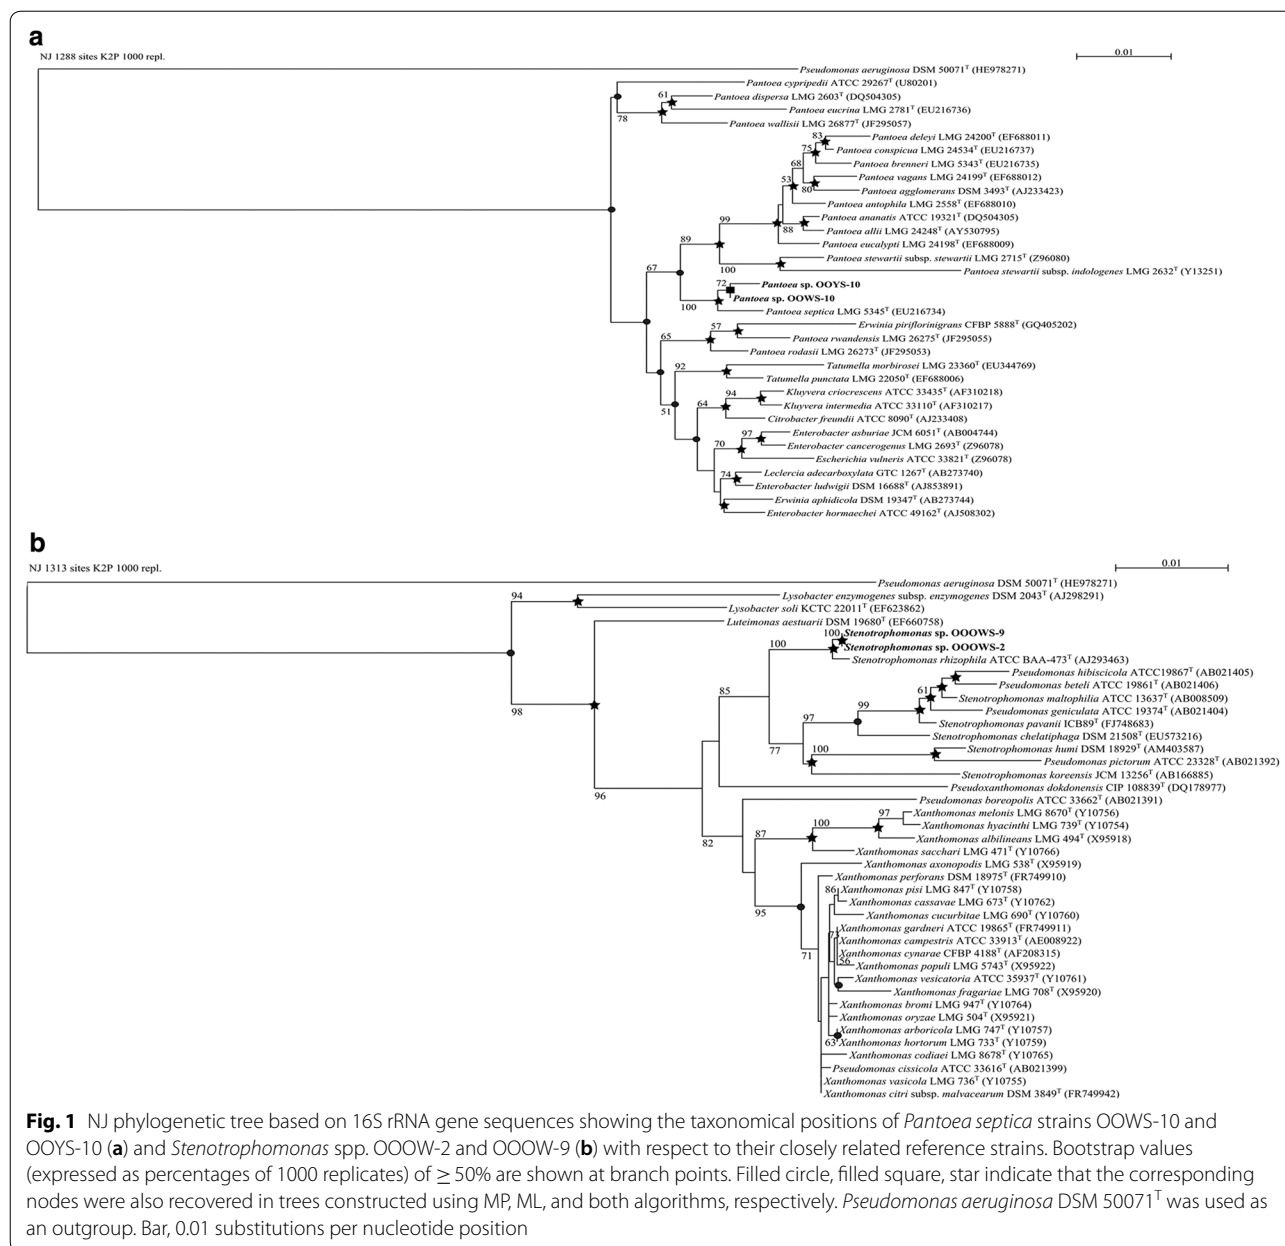 a
NJ 1288 sites K2P 1000 repl.
0.01
Pseudomonas aeruginosa DSM 50071ᵀ (HE978271)
Pantoea cypripedii ATCC 29267ᵀ (U80201)
61
Pantoea dispersa LMG 2603ᵀ (DQ504305)
Pantoea eucrina LMG 2781ᵀ (EU216736)
78
Pantoea wallisii LMG 26877ᵀ (JF295057)
83
Pantoea deleyi LMG 24200ᵀ (EF688011)
75
Pantoea conspicua LMG 24534ᵀ (EU216737)
68
Pantoea brenneri LMG 5343ᵀ (EU216735)
53
Pantoea vagans LMG 24199ᵀ (EF688012)
80
Pantoea agglomerans DSM 3493ᵀ (AJ233423)
Pantoea antophila LMG 2558ᵀ (EF688010)
99
Pantoea ananatis ATCC 19321ᵀ (DQ504305)
88
Pantoea allii LMG 24248ᵀ (AY530795)
89
Pantoea eucalypti LMG 24198ᵀ (EF688009)
Pantoea stewartii subsp. stewartii LMG 2715ᵀ (Z96080)
67
100
Pantoea stewartii subsp. indologenes LMG 2632ᵀ (Y13251)
72
Pantoea sp. OOYS-10
Pantoea sp. OOWS-10
100
Pantoea septica LMG 5345ᵀ (EU216734)
57
Erwinia piriflorinigrans CFBP 5888ᵀ (GQ405202)
65
Pantoea rwandensis LMG 26275ᵀ (JF295055)
Pantoea rodasii LMG 26273ᵀ (JF295053)
92
Tatumella morbirosei LMG 23360ᵀ (EU344769)
Tatumella punctata LMG 22050ᵀ (EF688006)
94
Kluyvera criocrescens ATCC 33435ᵀ (AF310218)
51
64
Kluyvera intermedia ATCC 33110ᵀ (AF310217)
Citrobacter freundii ATCC 8090ᵀ (AJ233408)
97
Enterobacter asburiae JCM 6051ᵀ (AB004744)
70
Enterobacter cancerogenus LMG 2693ᵀ (Z96078)
Escherichia vulneris ATCC 33821ᵀ (Z96078)
74
Leclercia adecarboxylata GTC 1267ᵀ (AB273740)
Enterobacter ludwigii DSM 16688ᵀ (AJ853891)
Erwinia aphidicola DSM 19347ᵀ (AB273744)
Enterobacter hormaechei ATCC 49162ᵀ (AJ508302)
b
NJ 1313 sites K2P 1000 repl.
0.01
Pseudomonas aeruginosa DSM 50071ᵀ (HE978271)
94
Lysobacter enzymogenes subsp. enzymogenes DSM 2043ᵀ (AJ298291)
Lysobacter soli KCTC 22011ᵀ (EF623862)
Luteimonas aestuarii DSM 19680ᵀ (EF660758)
100
Stenotrophomonas sp. OOOWS-9
100
Stenotrophomonas sp. OOOWS-2
Stenotrophomonas rhizophila ATCC BAA-473ᵀ (AJ293463)
Pseudomonas hibiscicola ATCC19867ᵀ (AB021405)
Pseudomonas beteli ATCC 19861ᵀ (AB021406)
85
61
Stenotrophomonas maltophilia ATCC 13637ᵀ (AB008509)
98
99
Pseudomonas geniculata ATCC 19374ᵀ (AB021404)
97
Stenotrophomonas pavanii ICB89ᵀ (FJ748683)
Stenotrophomonas chelatiphaga DSM 21508ᵀ (EU573216)
77
100
Stenotrophomonas humi DSM 18929ᵀ (AM403587)
Pseudomonas pictorum ATCC 23328ᵀ (AB021392)
Stenotrophomonas koreensis JCM 13256ᵀ (AB166885)
96
Pseudoxanthomonas dokdonensis CIP 108839ᵀ (DQ178977)
Pseudomonas boreopolis ATCC 33662ᵀ (AB021391)
97
Xanthomonas melonis LMG 8670ᵀ (Y10756)
100
Xanthomonas hyacinthi LMG 739ᵀ (Y10754)
82
87
Xanthomonas albilineans LMG 494ᵀ (X95918)
Xanthomonas sacchari LMG 471ᵀ (Y10766)
Xanthomonas axonopodis LMG 538ᵀ (X95919)
Xanthomonas perforans DSM 18975ᵀ (FR749910)
86
Xanthomonas pisi LMG 847ᵀ (Y10758)
Xanthomonas cassavae LMG 673ᵀ (Y10762)
95
Xanthomonas cucurbitae LMG 690ᵀ (Y10760)
Xanthomonas gardneri ATCC 19865ᵀ (FR749911)
73
Xanthomonas campestris ATCC 33913ᵀ (AE008922)
71
Xanthomonas cynarae CFBP 4188ᵀ (AF208315)
56
Xanthomonas populi LMG 5743ᵀ (X95922)
Xanthomonas vesicatoria ATCC 35937ᵀ (Y10761)
Xanthomonas fragariae LMG 708ᵀ (X95920)
Xanthomonas bromi LMG 947ᵀ (Y10764)
Xanthomonas oryzae LMG 504ᵀ (X95921)
Xanthomonas arboricola LMG 747ᵀ (Y10757)
63
Xanthomonas hortorum LMG 733ᵀ (Y10759)
Xanthomonas codiaei LMG 8678ᵀ (Y10765)
Pseudomonas cissicola ATCC 33616ᵀ (AB021399)
Xanthomonas vasicola LMG 736ᵀ (Y10755)
Xanthomonas citri subsp. malvacearum DSM 3849ᵀ (FR749942)
Fig. 1 NJ phylogenetic tree based on 16S rRNA gene sequences showing the taxonomical positions of Pantoea septica strains OOWS-10 and
OOYS-10 (a) and Stenotrophomonas spp. OOOW-2 and OOOW-9 (b) with respect to their closely related reference strains. Bootstrap values
(expressed as percentages of 1000 replicates) of ≥ 50% are shown at branch points. Filled circle, filled square, star indicate that the corresponding
nodes were also recovered in trees constructed using MP, ML, and both algorithms, respectively. Pseudomonas aeruginosa DSM 50071ᵀ was used as
an outgroup. Bar, 0.01 substitutions per nucleotide position